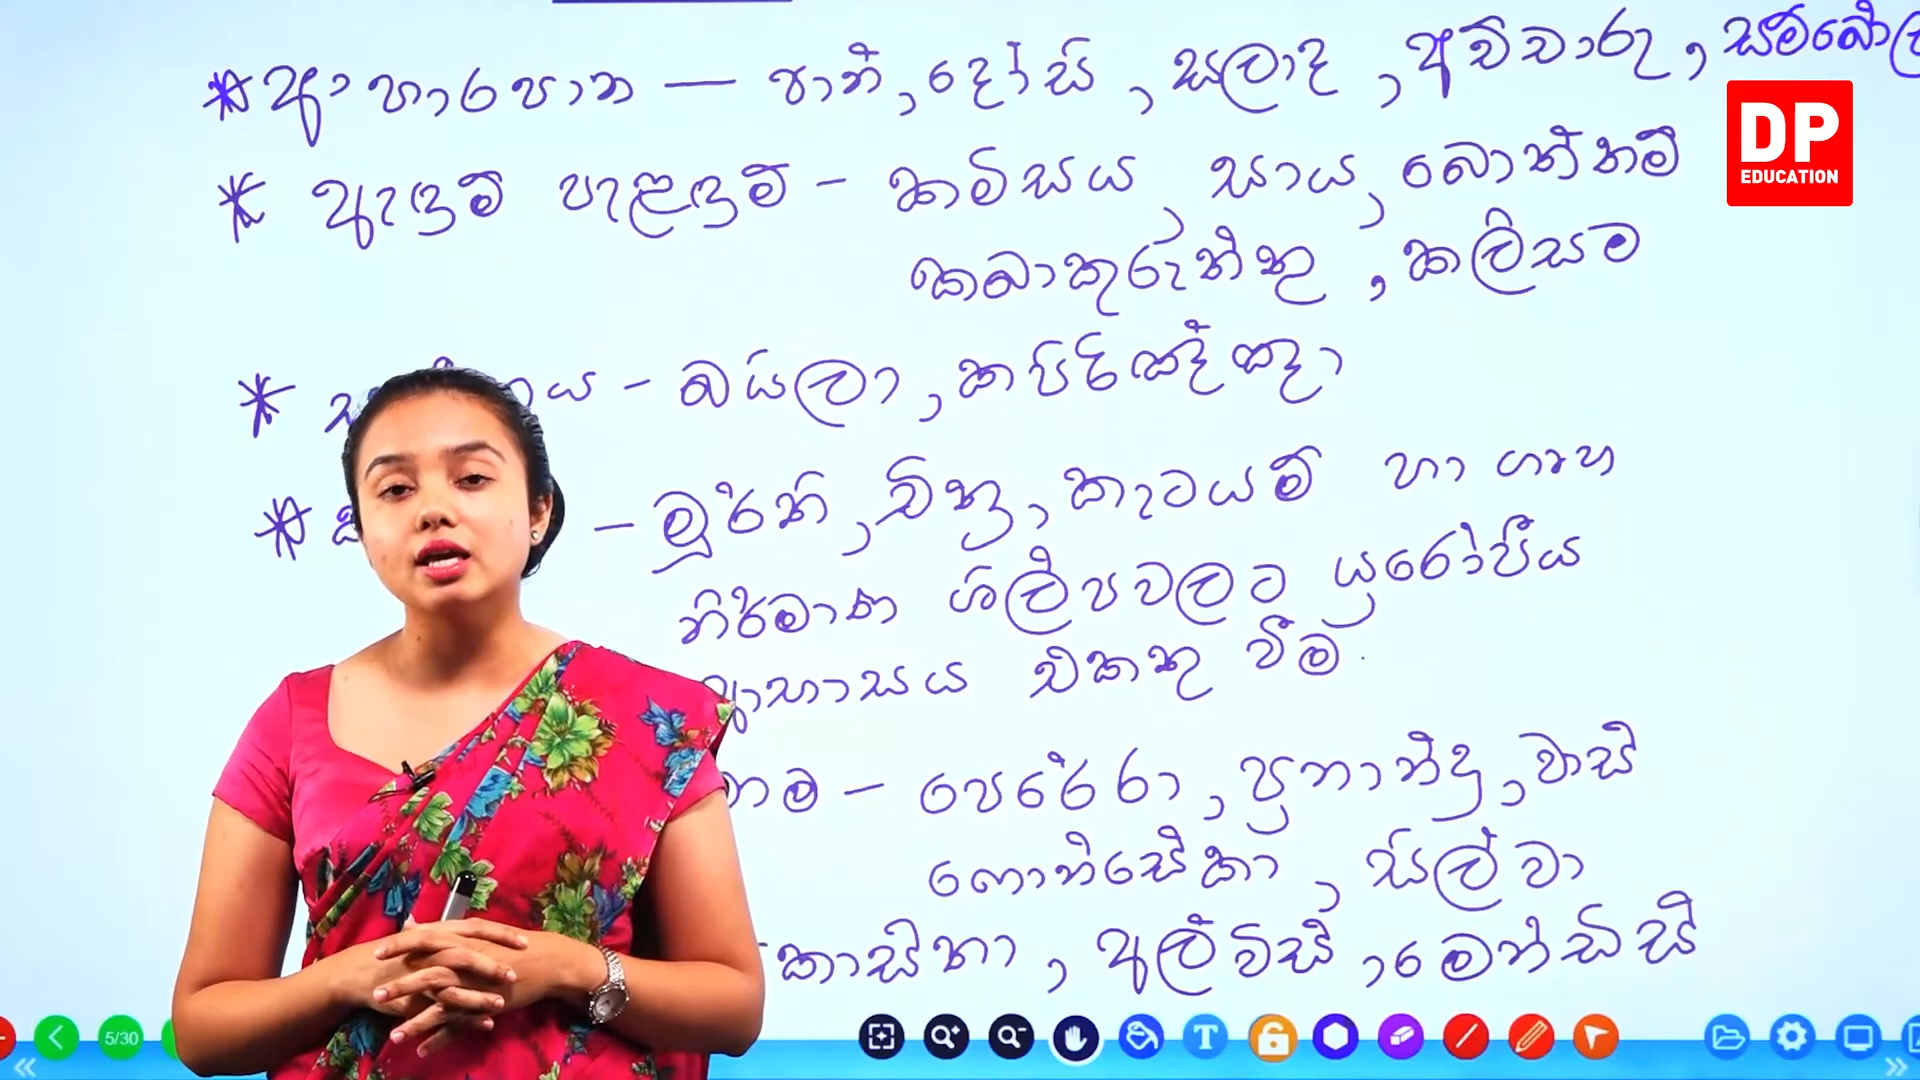 * ආහාරපාන — පාන්, දෝසි, සලාද, අච්චාරු, සම්බෝල
DP
EDUCATION
* ඇඳුම් පැළඳුම් - කමිසය, සාය, බොත්තම්
කබාකුරුත්තු, කලිසම
* - බයිලා, කපිරිඤ්ඤා
* - මූර්ති, චිත්‍ර, කැටයම් හා ගෘහ
නිර්මාණ ශිල්පවලට යුරෝපීය
ආභාසය එකතු වීම.
නාම - පෙරේරා, ප්‍රනාන්දු, වාස්
ෆොන්සේකා, සිල්වා
කාස්තා, අල්විස්, මෙන්ඩිස්
5/30